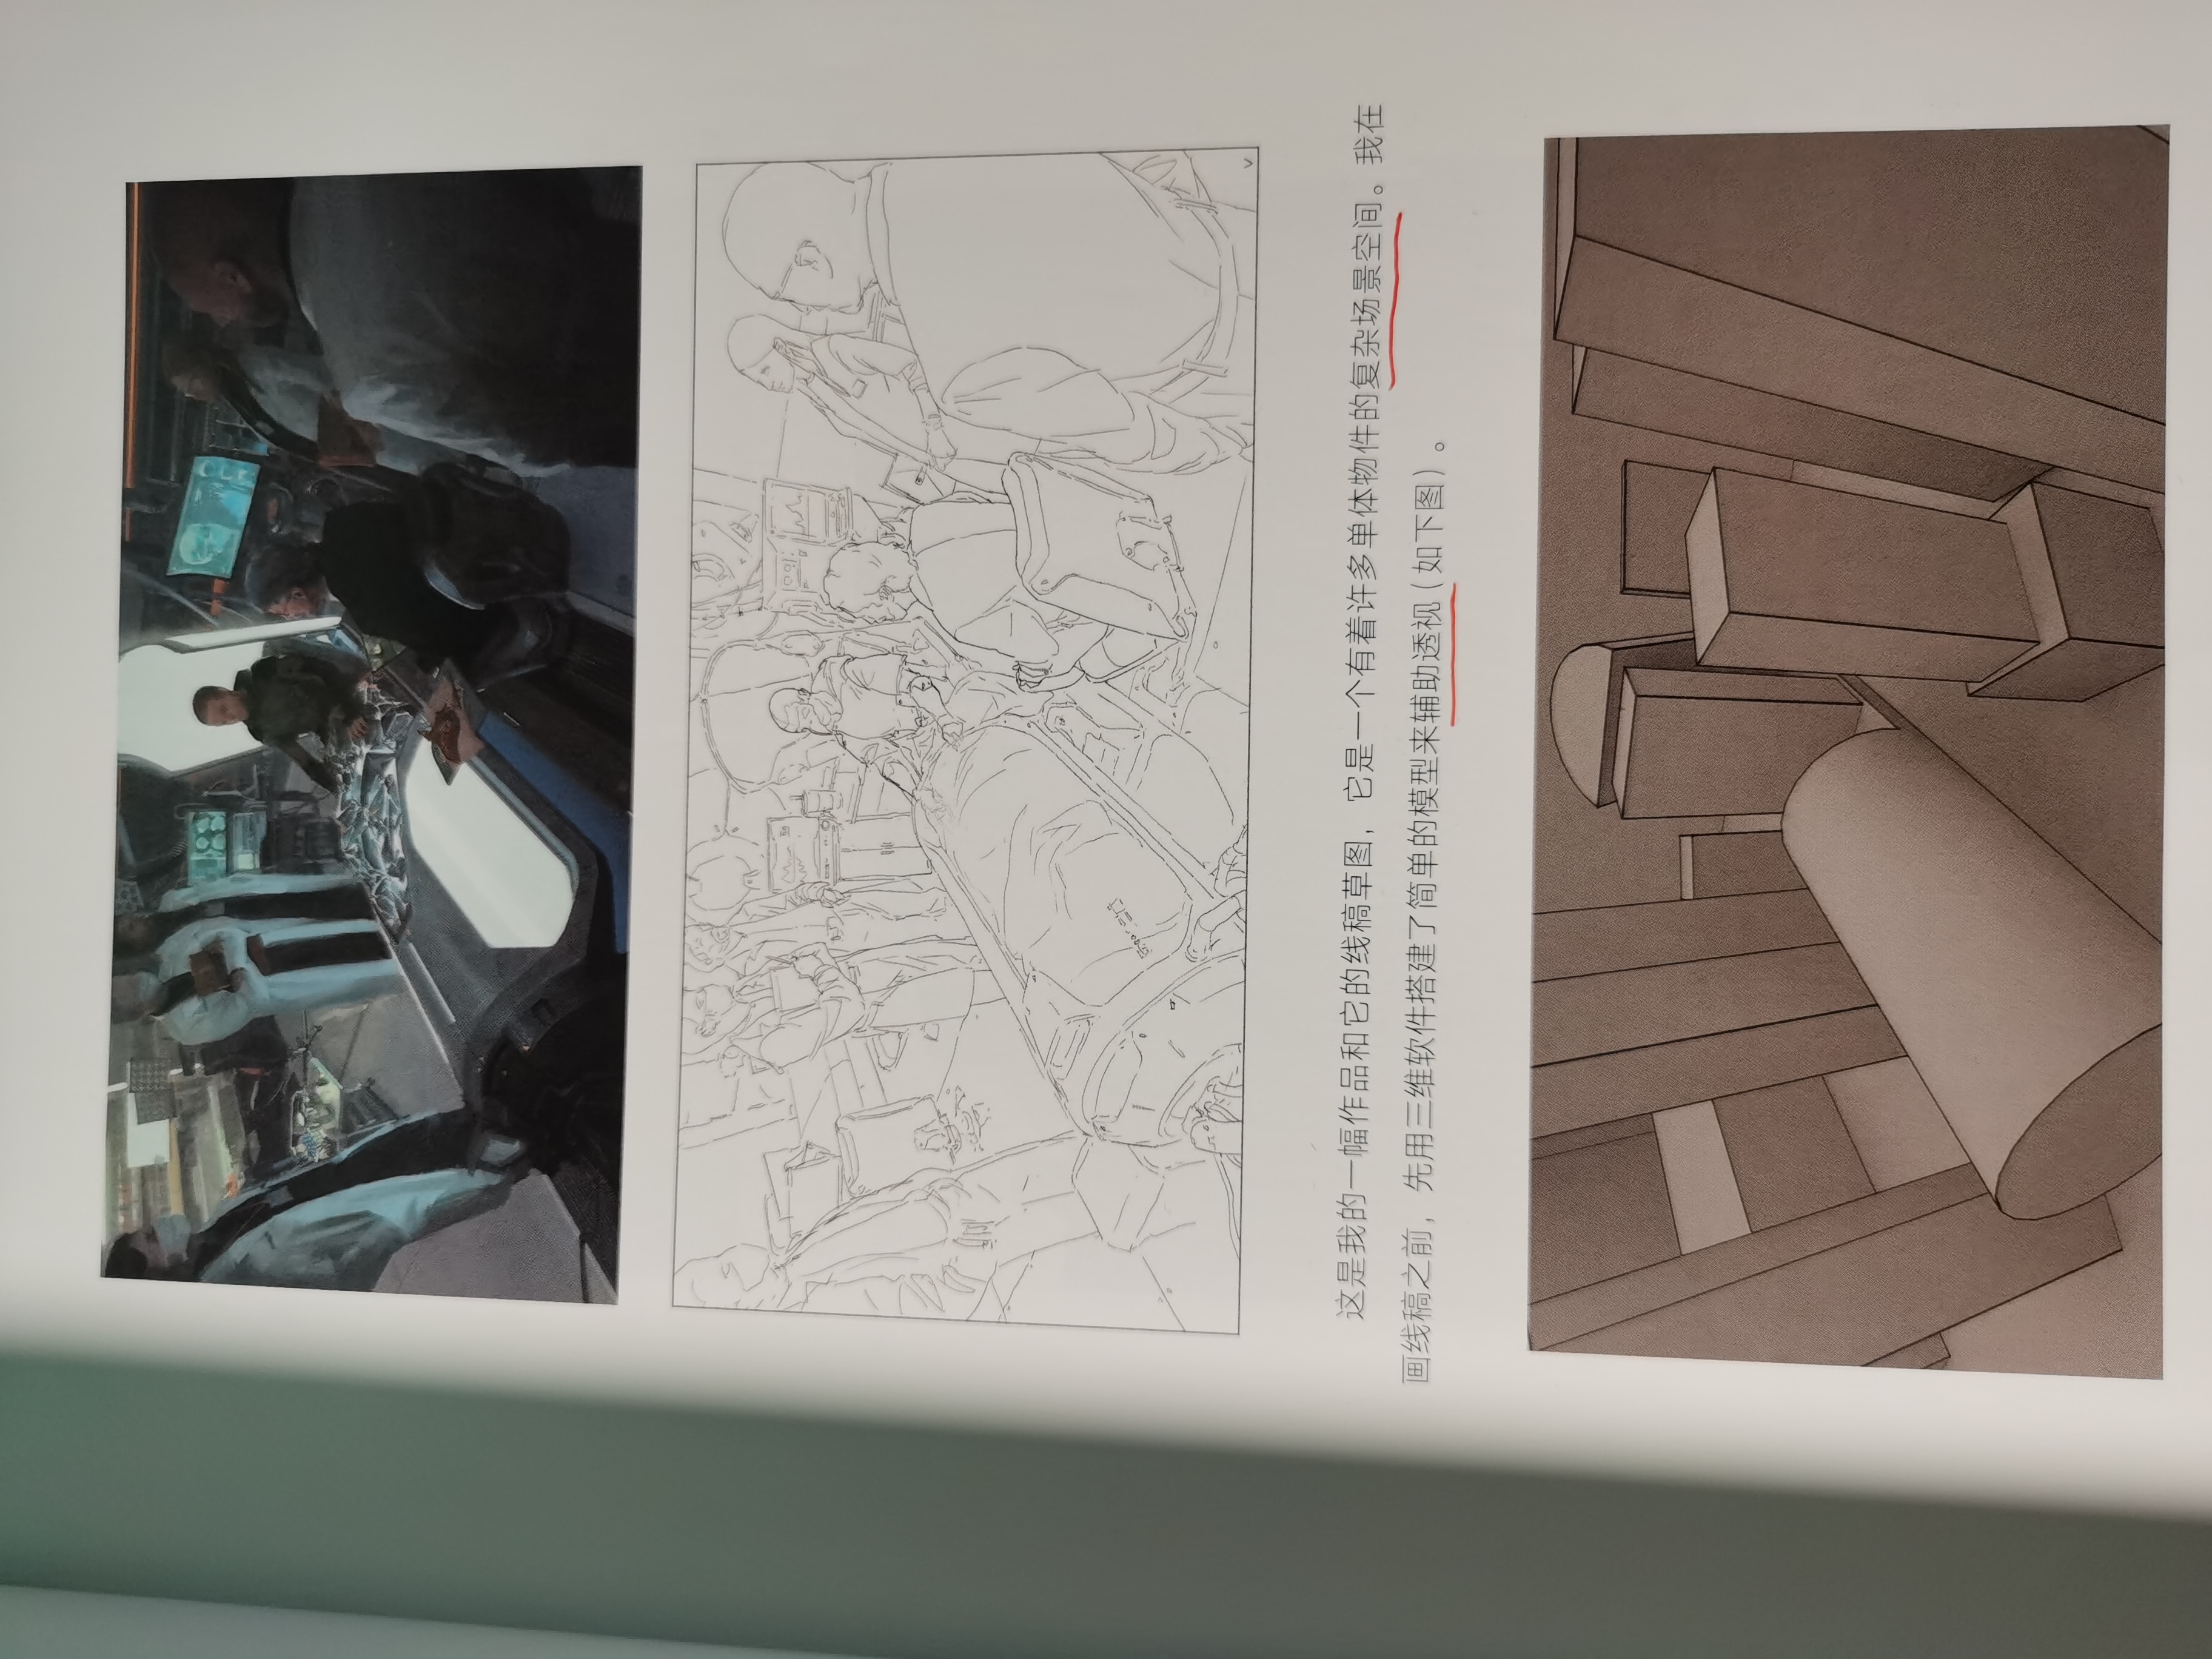 这是我的一幅作品和它的线稿草图，它是一个有着许多单体物件的复杂场景空间。我在
画线稿之前，先用三维软件搭建了简单的模型来辅助透视（如下图）。